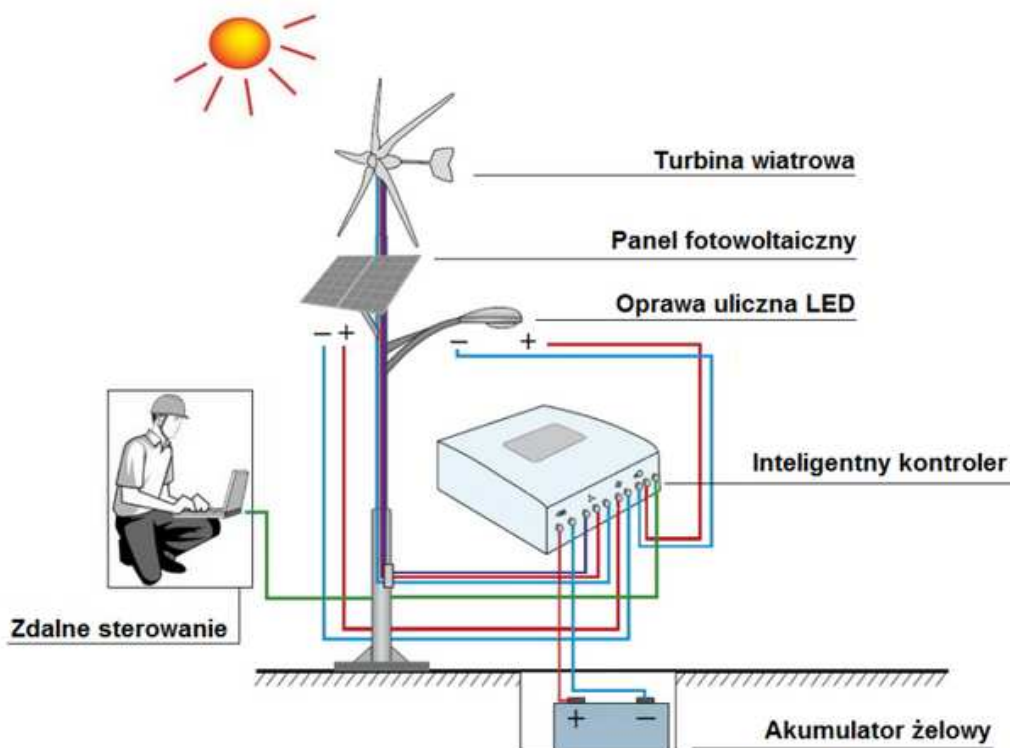 Turbina wiatrowa
Panel fotowoltaiczny
Oprawa uliczna LED
− +
− +
Inteligentny kontroler
Zdalne sterowanie
+ −
Akumulator żelowy